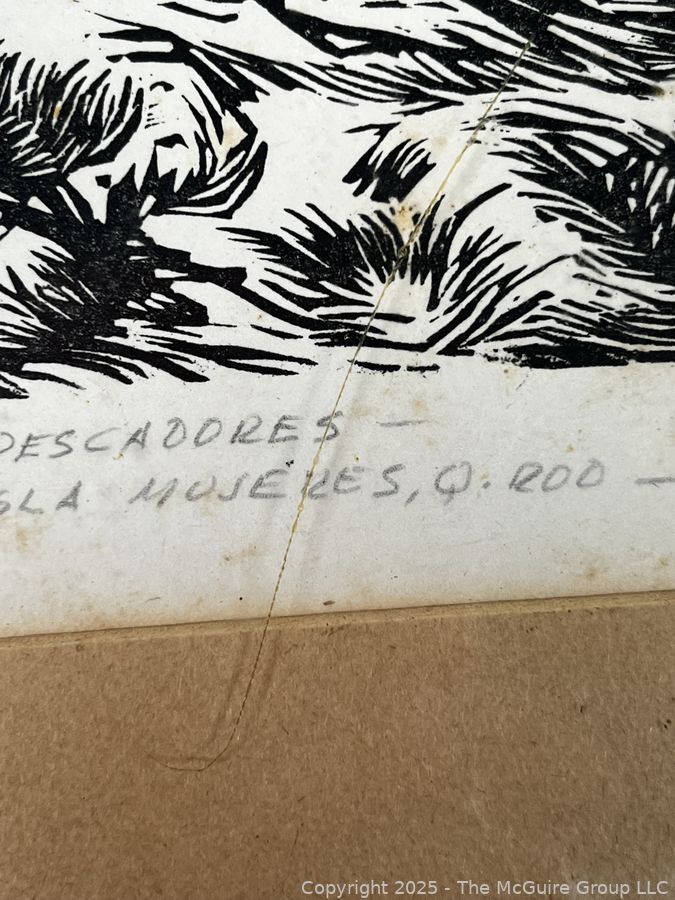 PESCADORES —
SLA MUJERES, Q. ROO —
Copyright 2025 - The McGuire Group LLC